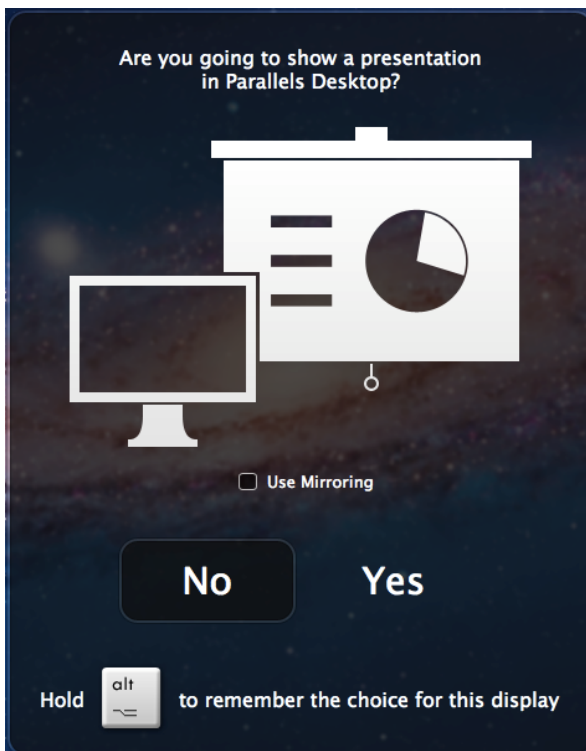 Are you going to show a presentation
in Parallels Desktop?
Use Mirroring
No Yes
Hold alt ⌥= to remember the choice for this display